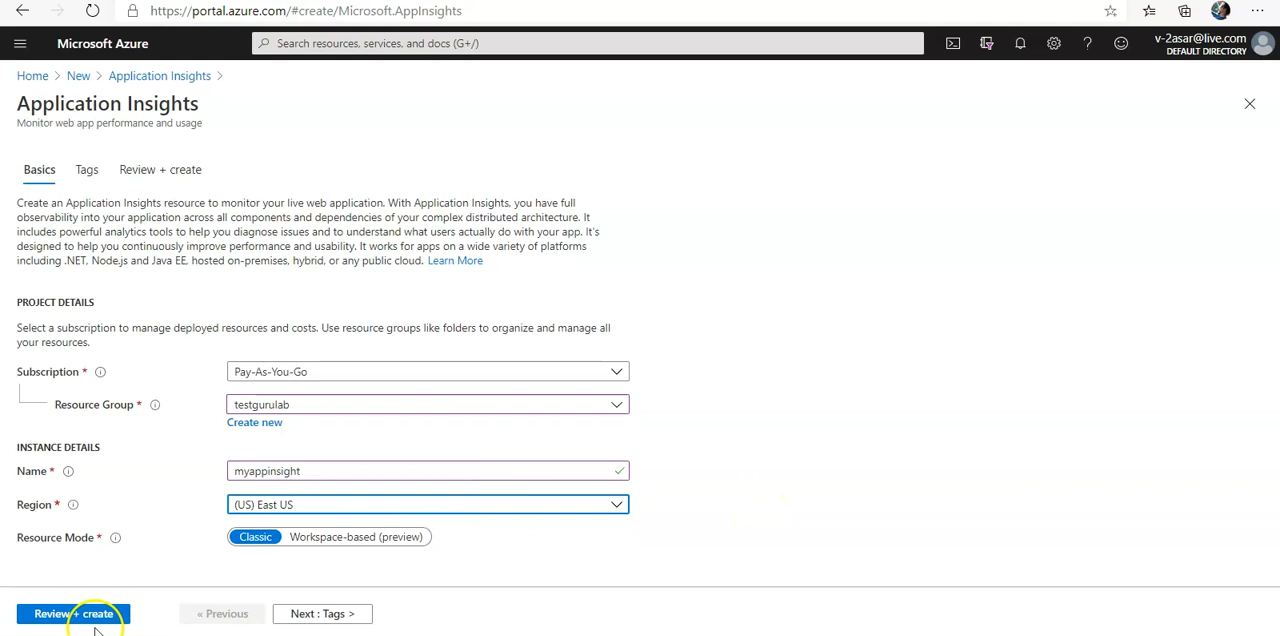 https://portal.azure.com/#create/Microsoft.AppInsights
Microsoft Azure
Search resources, services, and docs (G+/)
v-2asar@live.com
DEFAULT DIRECTORY
Home > New > Application Insights >
Application Insights
Monitor web app performance and usage
Basics Tags Review + create
Create an Application Insights resource to monitor your live web application. With Application Insights, you have full
observability into your application across all components and dependencies of your complex distributed architecture. It
includes powerful analytics tools to help you diagnose issues and to understand what users actually do with your app. It's
designed to help you continuously improve performance and usability. It works for apps on a wide variety of platforms
including .NET, Node.js and Java EE, hosted on-premises, hybrid, or any public cloud. Learn More
PROJECT DETAILS
Select a subscription to manage deployed resources and costs. Use resource groups like folders to organize and manage all
your resources.
Subscription * Pay-As-You-Go
Resource Group * testgurulab
Create new
INSTANCE DETAILS
Name * myappinsight
Region * (US) East US
Resource Mode * Classic Workspace-based (preview)
Review + create « Previous Next : Tags >